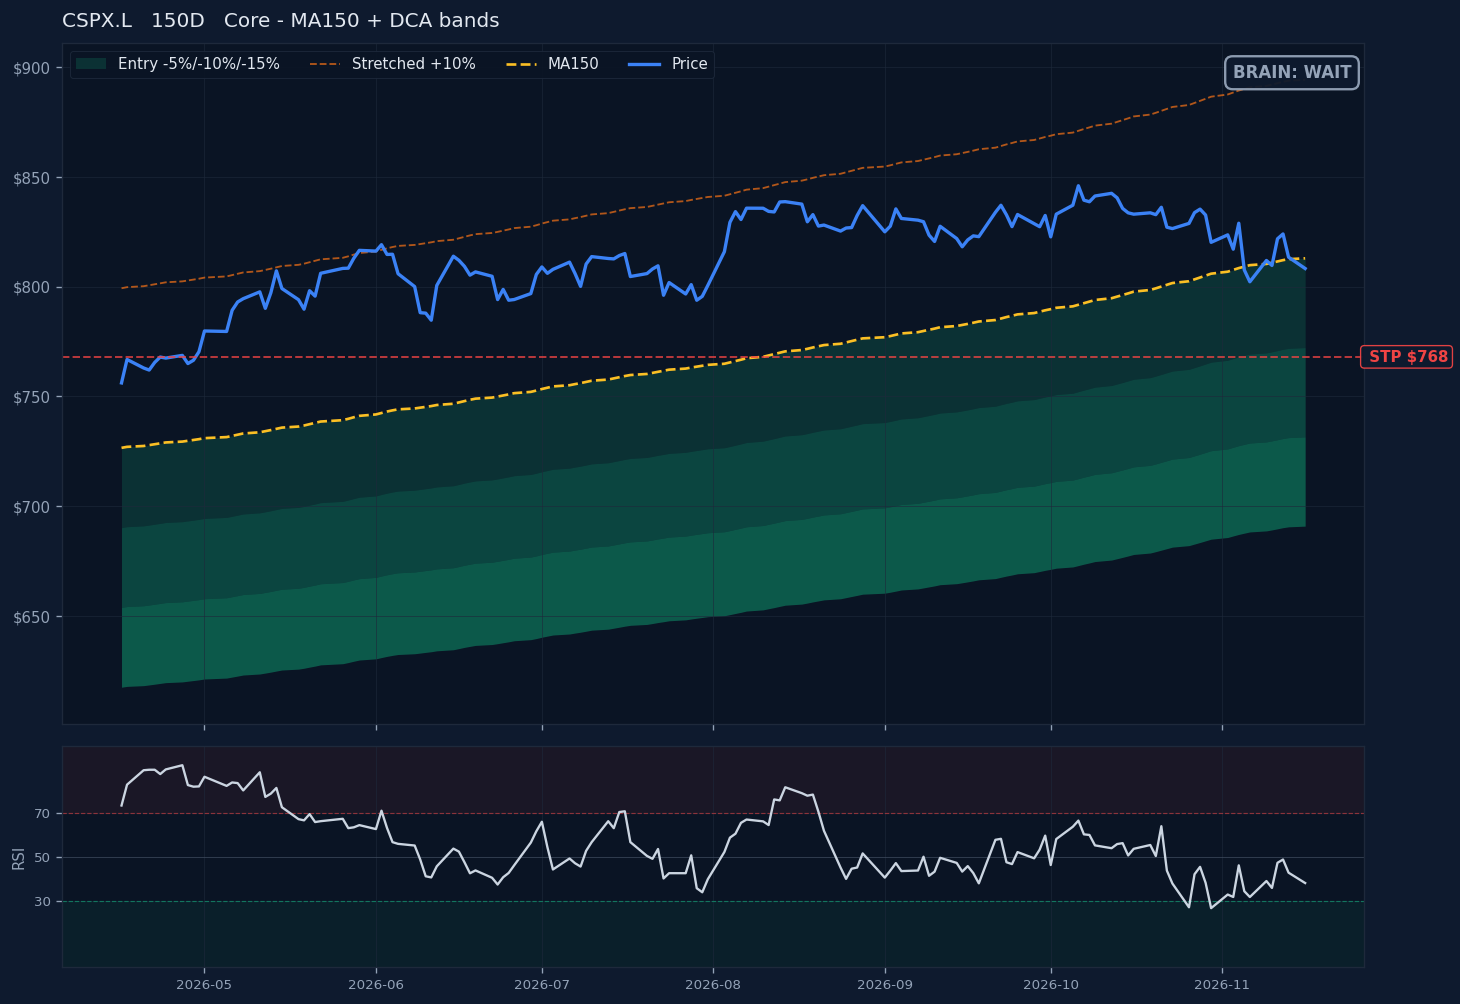 CSPX.L 150D Core - MA150 + DCA bands
Entry -5%/-10%/-15% Stretched +10% MA150 Price
BRAIN: WAIT
$900
$850
$800
STP $768
$750
$700
$650
RSI
70
50
30
2026-05 2026-06 2026-07 2026-08 2026-09 2026-10 2026-11